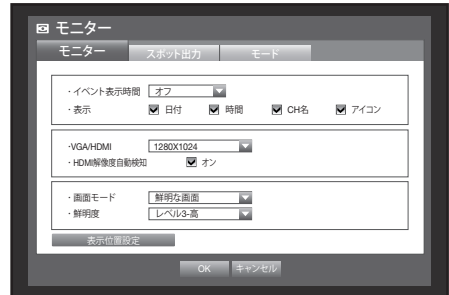 モニター
モニター スポット出力 モード
・イベント表示時間 オフ
・表示 日付 時間 CH名 アイコン
・VGA/HDMI 1280X1024
・HDMI解像度自動検知 オン
・画面モード 鮮明な画面
・鮮明度 レベル3-高
表示位置設定
OK キャンセル